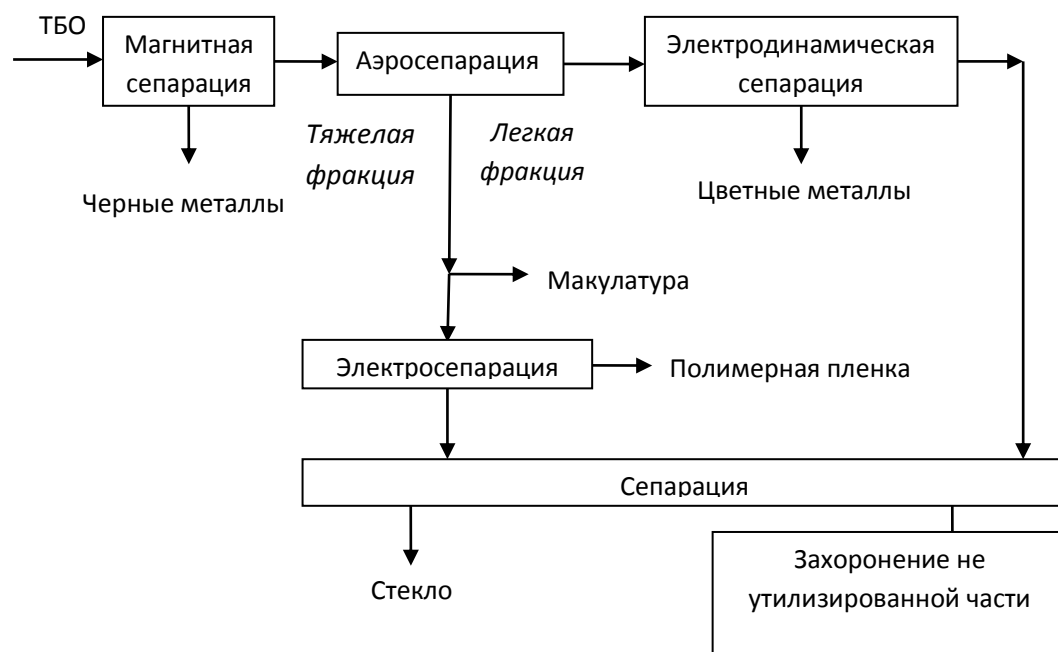 ТБО
Магнитная
сепарация
Аэросепарация
Электродинамическая
сепарация
Тяжелая
фракция
Легкая
фракция
Черные металлы
Цветные металлы
Макулатура
Электросепарация
Полимерная пленка
Сепарация
Стекло
Захоронение не
утилизированной части